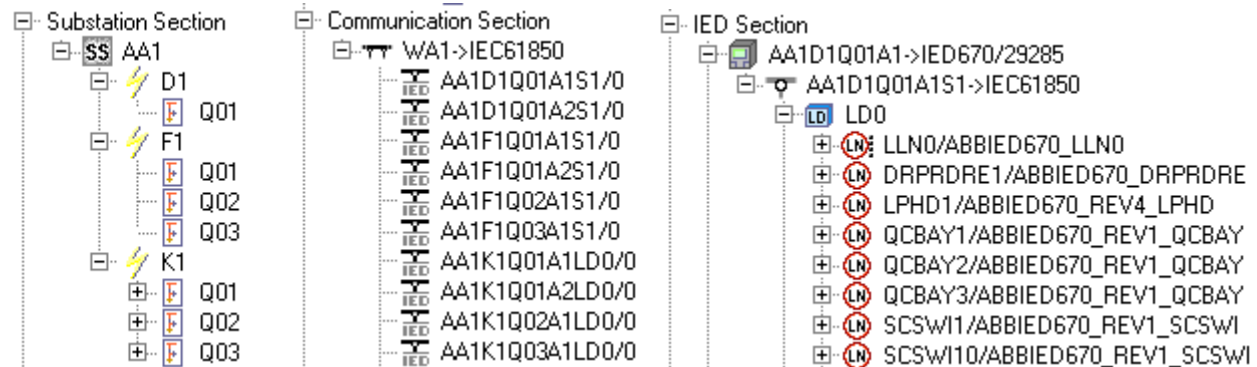 Substation Section
SS AA1
D1
Q01
F1
Q01
Q02
Q03
K1
Q01
Q02
Q03
Communication Section
WA1->IEC61850
IED AA1D1Q01A1S1/0
IED AA1D1Q01A2S1/0
IED AA1F1Q01A1S1/0
IED AA1F1Q01A2S1/0
IED AA1F1Q02A1S1/0
IED AA1F1Q03A1S1/0
IED AA1K1Q01A1LD0/0
IED AA1K1Q01A2LD0/0
IED AA1K1Q02A1LD0/0
IED AA1K1Q03A1LD0/0
IED Section
AA1D1Q01A1->IED670/29285
AA1D1Q01A1S1->IEC61850
LD LD0
LN LLN0/ABBIED670_LLN0
LN DRPRDRE1/ABBIED670_DRPRDRE
LN LPHD1/ABBIED670_REV4_LPHD
LN QCBAY1/ABBIED670_REV1_QCBAY
LN QCBAY2/ABBIED670_REV1_QCBAY
LN QCBAY3/ABBIED670_REV1_QCBAY
LN SCSWI1/ABBIED670_REV1_SCSWI
LN SCSWI10/ABBIED670_REV1_SCSWI